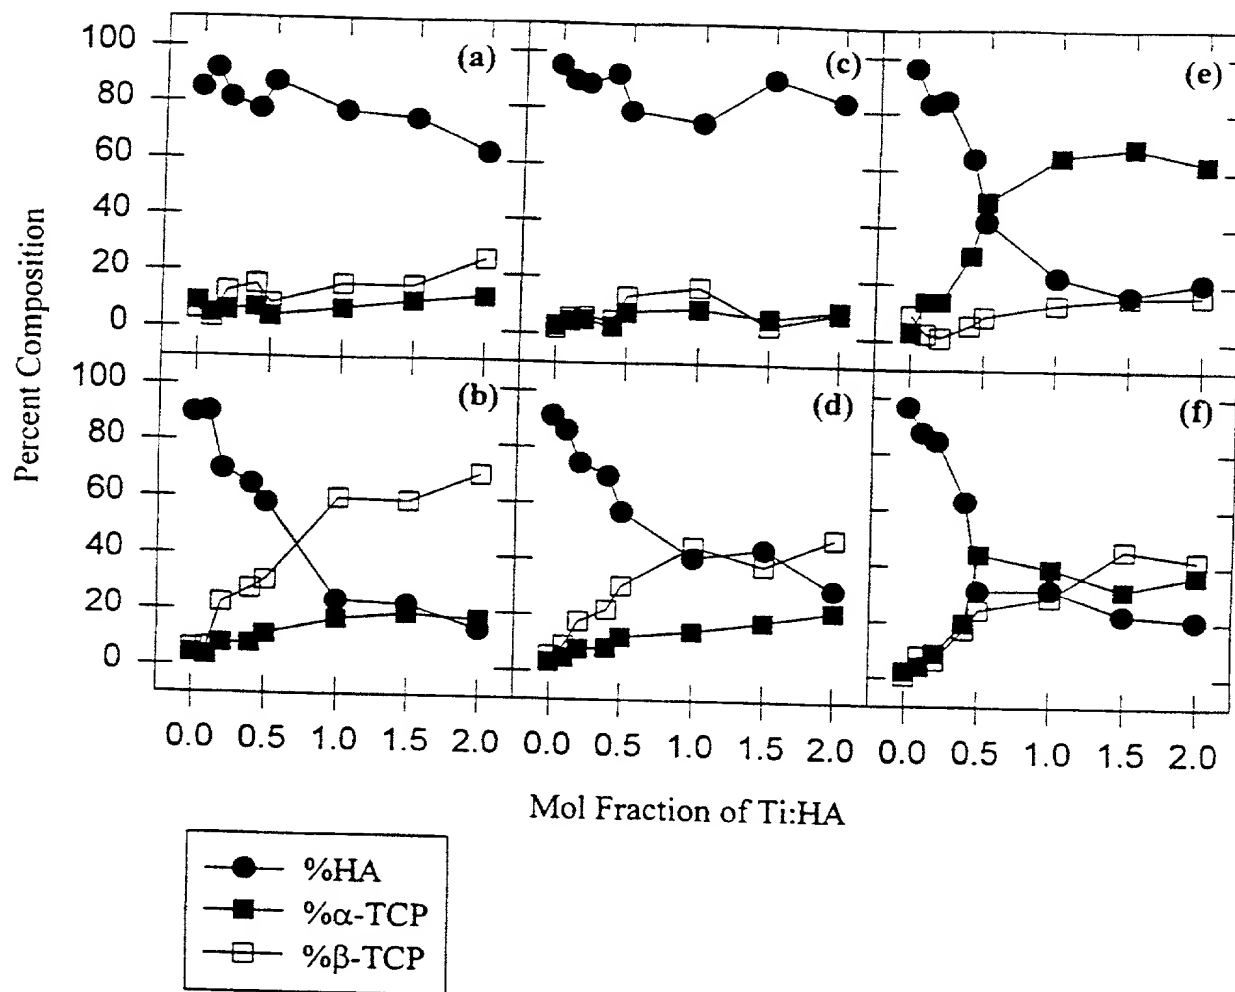 (a)
(c)
(e)
100
80
60
40
20
0
Percent Composition
(b)
(d)
(f)
100
80
60
40
20
0
0.0 0.5 1.0 1.5 2.0
0.0 0.5 1.0 1.5 2.0
0.0 0.5 1.0 1.5 2.0
Mol Fraction of Ti:HA
%HA
%α-TCP
%β-TCP